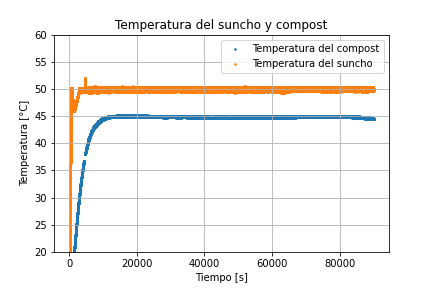 Temperatura del suncho y compost
Temperatura del compost
Temperatura del suncho
Temperatura [°C]
60
55
50
45
40
35
30
25
20
0
20000
40000
60000
80000
Tiempo [s]